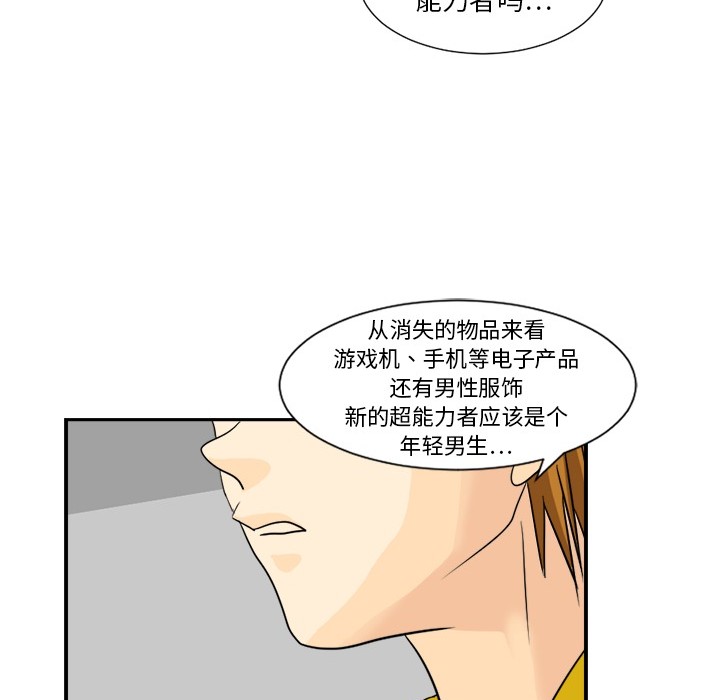 能力者吗...
从消失的物品来看
游戏机、手机等电子产品
还有男性服饰
新的超能力者应该是个
年轻男生...